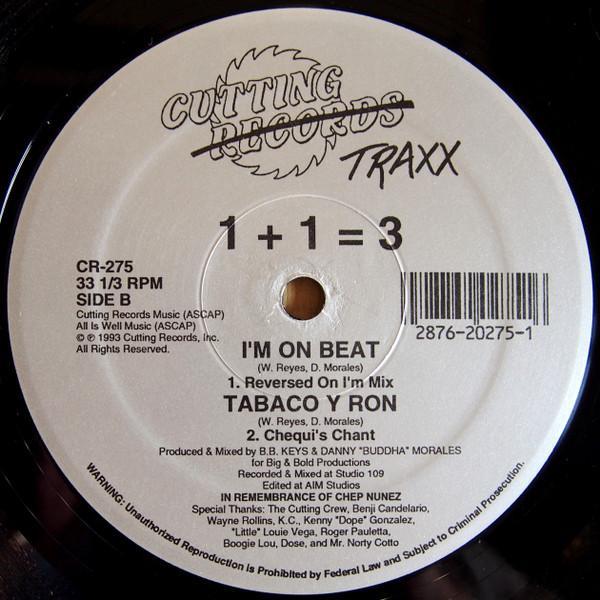 CUTTING
RECORDS
TRAXX
1 + 1 = 3
CR-275
33 1/3 RPM
SIDE B
Cutting Records Music (ASCAP)
All Is Well Music (ASCAP)
© ℗ 1993 Cutting Records, Inc.
All Rights Reserved.
2876-20275-1
I'M ON BEAT
(W. Reyes, D. Morales)
1. Reversed On I'm Mix
TABACO Y RON
(W. Reyes, D. Morales)
2. Chequi's Chant
Produced & Mixed by B.B. KEYS & DANNY "BUDDHA" MORALES
for Big & Bold Productions
Recorded & Mixed at Studio 109
Edited at AIM Studios
IN REMEMBRANCE OF CHEP NUNEZ
Special Thanks: The Cutting Crew, Benji Candelario,
Wayne Rollins, K.C., Kenny "Dope" Gonzalez,
"Little" Louie Vega, Roger Pauletta,
Boogie Lou, Dose, and Mr. Norty Cotto
WARNING: Unauthorized Reproduction is Prohibited by Federal Law and Subject to Criminal Prosecution.